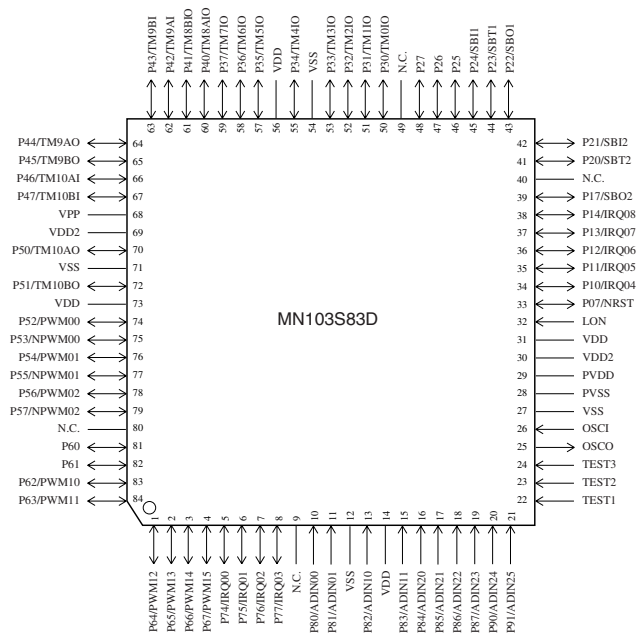 P43/TM9BI
P42/TM9AI
P41/TM8BIO
P40/TM8AIO
P37/TM7IO
P36/TM6IO
P35/TM5IO
VDD
P34/TM4IO
VSS
P33/TM3IO
P32/TM2IO
P31/TM1IO
P30/TM0IO
N.C.
P27
P26
P25
P24/SBI1
P23/SBT1
P22/SBO1
63
62
61
60
59
58
57
56
55
54
53
52
51
50
49
48
47
46
45
44
43
P44/TM9AO 64
P45/TM9BO 65
P46/TM10AI 66
P47/TM10BI 67
VPP 68
VDD2 69
P50/TM10AO 70
VSS 71
P51/TM10BO 72
VDD 73
P52/PWM00 74
P53/NPWM00 75
P54/PWM01 76
P55/NPWM01 77
P56/PWM02 78
P57/NPWM02 79
N.C. 80
P60 81
P61 82
P62/PWM10 83
P63/PWM11 84
MN103S83D
42 P21/SBI2
41 P20/SBT2
40 N.C.
39 P17/SBO2
38 P14/IRQ08
37 P13/IRQ07
36 P12/IRQ06
35 P11/IRQ05
34 P10/IRQ04
33 P07/NRST
32 LON
31 VDD
30 VDD2
29 PVDD
28 PVSS
27 VSS
26 OSCI
25 OSCO
24 TEST3
23 TEST2
22 TEST1
1
2
3
4
5
6
7
8
9
10
11
12
13
14
15
16
17
18
19
20
21
P64/PWM12
P65/PWM13
P66/PWM14
P67/PWM15
P74/IRQ00
P75/IRQ01
P76/IRQ02
P77/IRQ03
N.C.
P80/ADIN00
P81/ADIN01
VSS
P82/ADIN10
VDD
P83/ADIN11
P84/ADIN20
P85/ADIN21
P86/ADIN22
P87/ADIN23
P90/ADIN24
P91/ADIN25